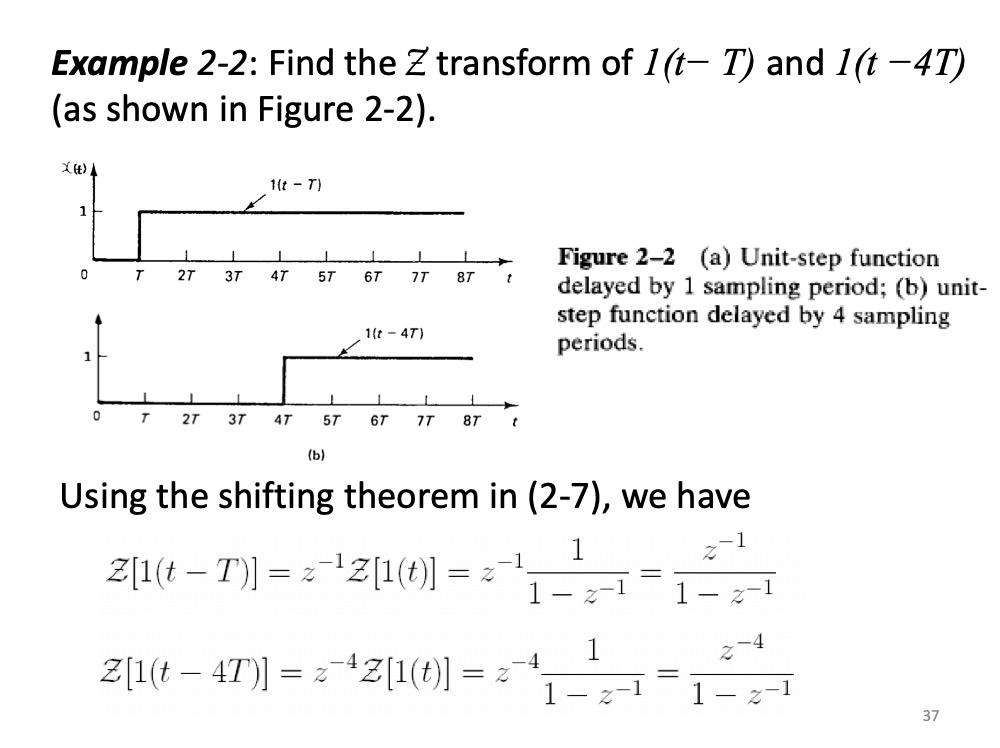 Example 2-2: Find the Z transform of 1(t− T) and 1(t −4T)
(as shown in Figure 2-2).
X(t)
1(t − T)
1
0 T 2T 3T 4T 5T 6T 7T 8T t
Figure 2–2 (a) Unit-step function
delayed by 1 sampling period; (b) unit-
step function delayed by 4 sampling
periods.
1(t − 4T)
1
0 T 2T 3T 4T 5T 6T 7T 8T t
(b)
Using the shifting theorem in (2-7), we have
Z[1(t − T)] = z^{−1}Z[1(t)] = z^{−1} \frac{1}{1 − z^{−1}} = \frac{z^{−1}}{1 − z^{−1}}
Z[1(t − 4T)] = z^{−4}Z[1(t)] = z^{−4} \frac{1}{1 − z^{−1}} = \frac{z^{−4}}{1 − z^{−1}}
37